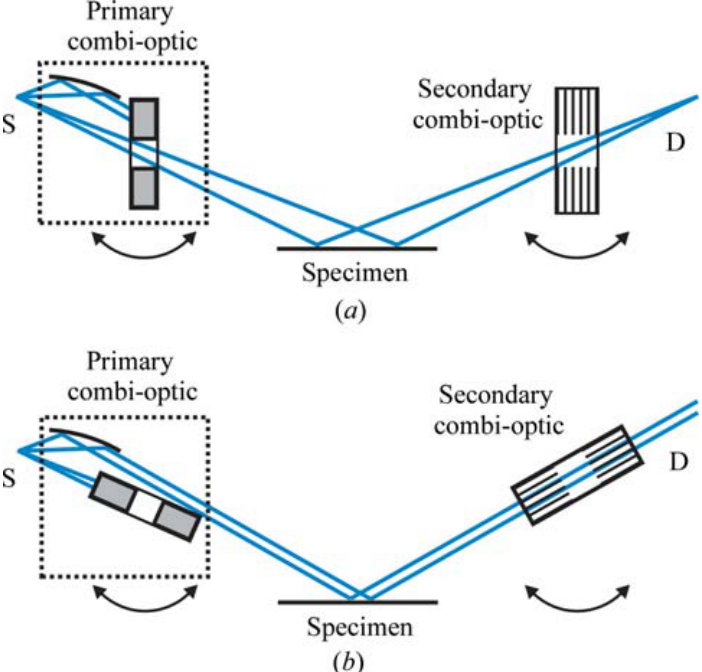 Primary
combi-optic
S
Secondary
combi-optic
D
Specimen
(a)
Primary
combi-optic
S
Secondary
combi-optic
D
Specimen
(b)